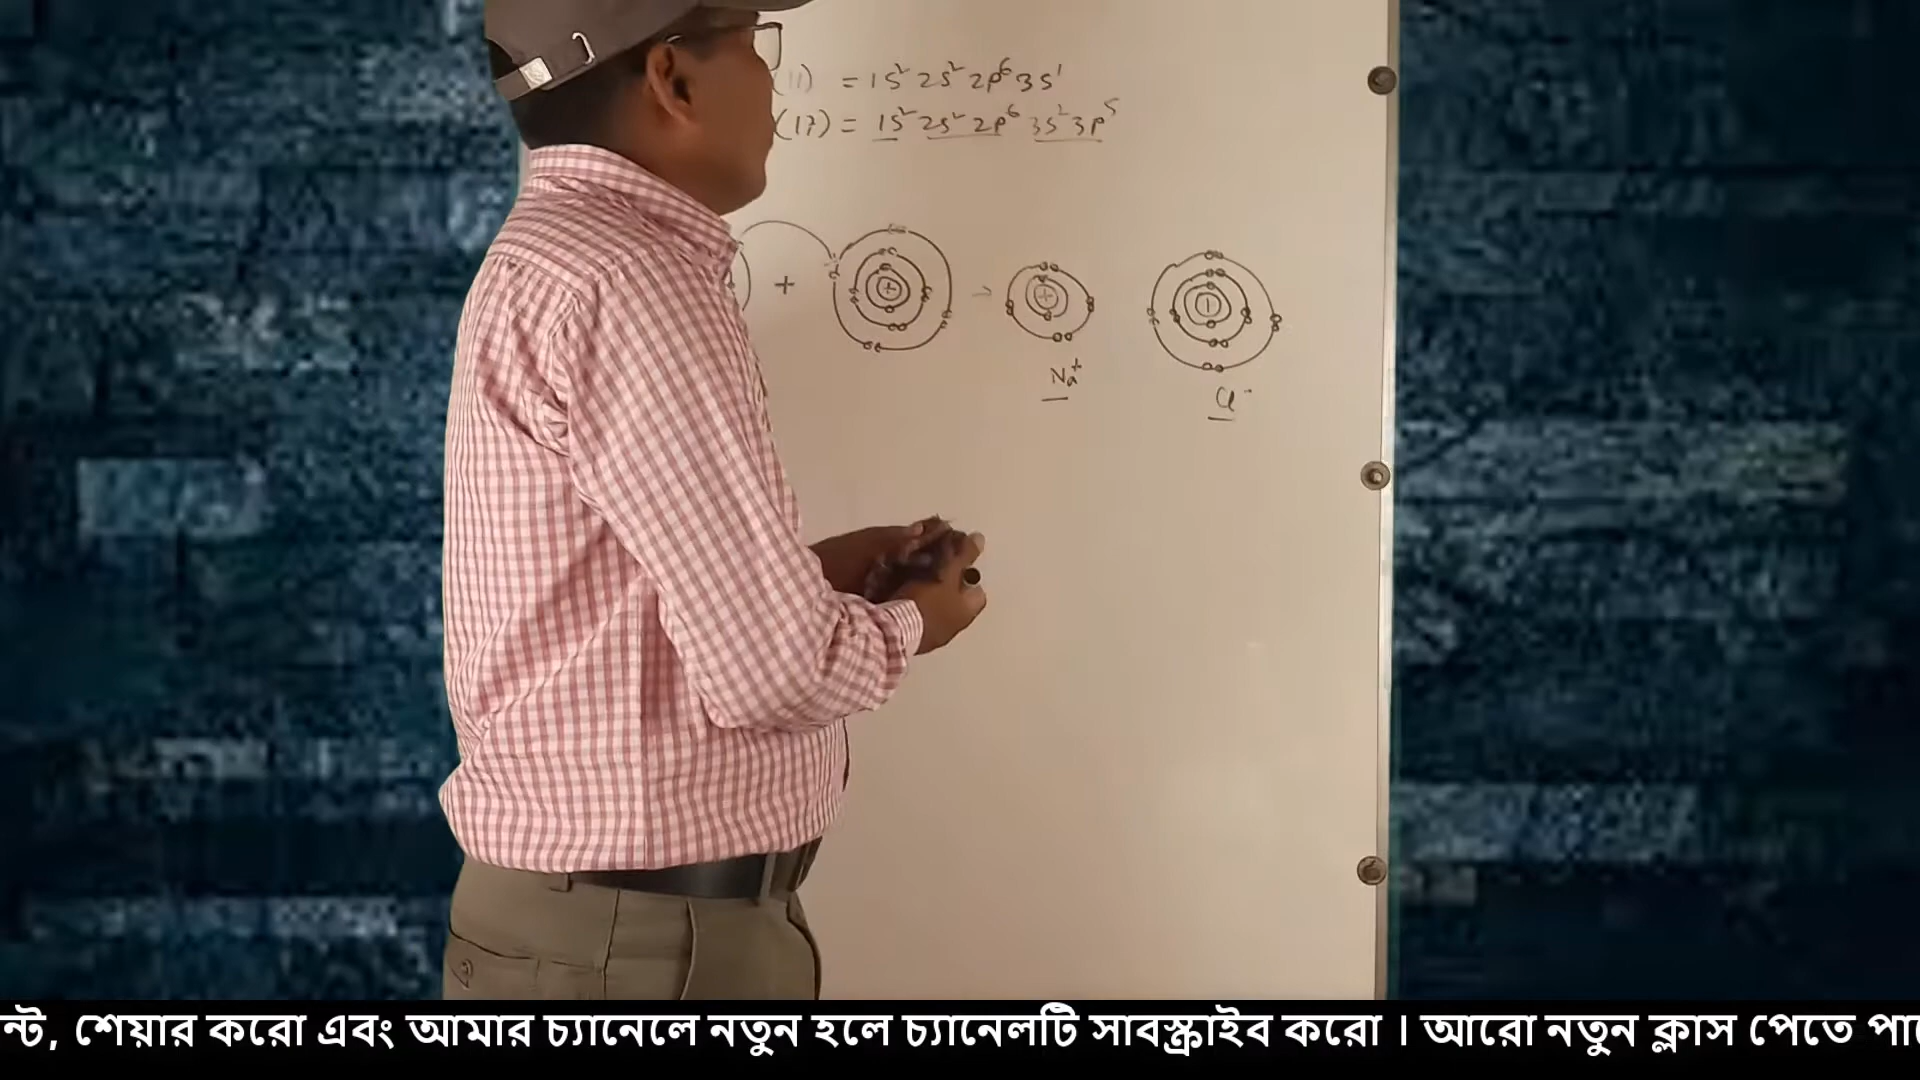 (11) = 1s² 2s² 2p⁶ 3s¹
(17) = 1s² 2s² 2p⁶ 3s² 3p⁵
+ + → + |
Na⁺ Cl⁻
শেয়ার করো এবং আমার চ্যানেলে নতুন হলে চ্যানেলটি সাবস্ক্রাইব করো । আরো নতুন ক্লাস পেতে